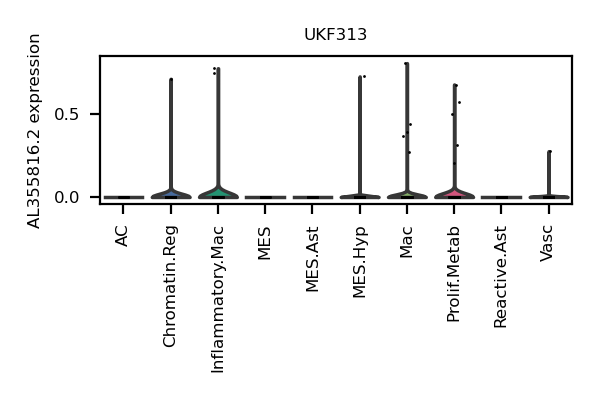 UKF313
AL355816.2 expression
0.5
0.0
AC
Chromatin.Reg
Inflammatory.Mac
MES
MES.Ast
MES.Hyp
Mac
Prolif.Metab
Reactive.Ast
Vasc